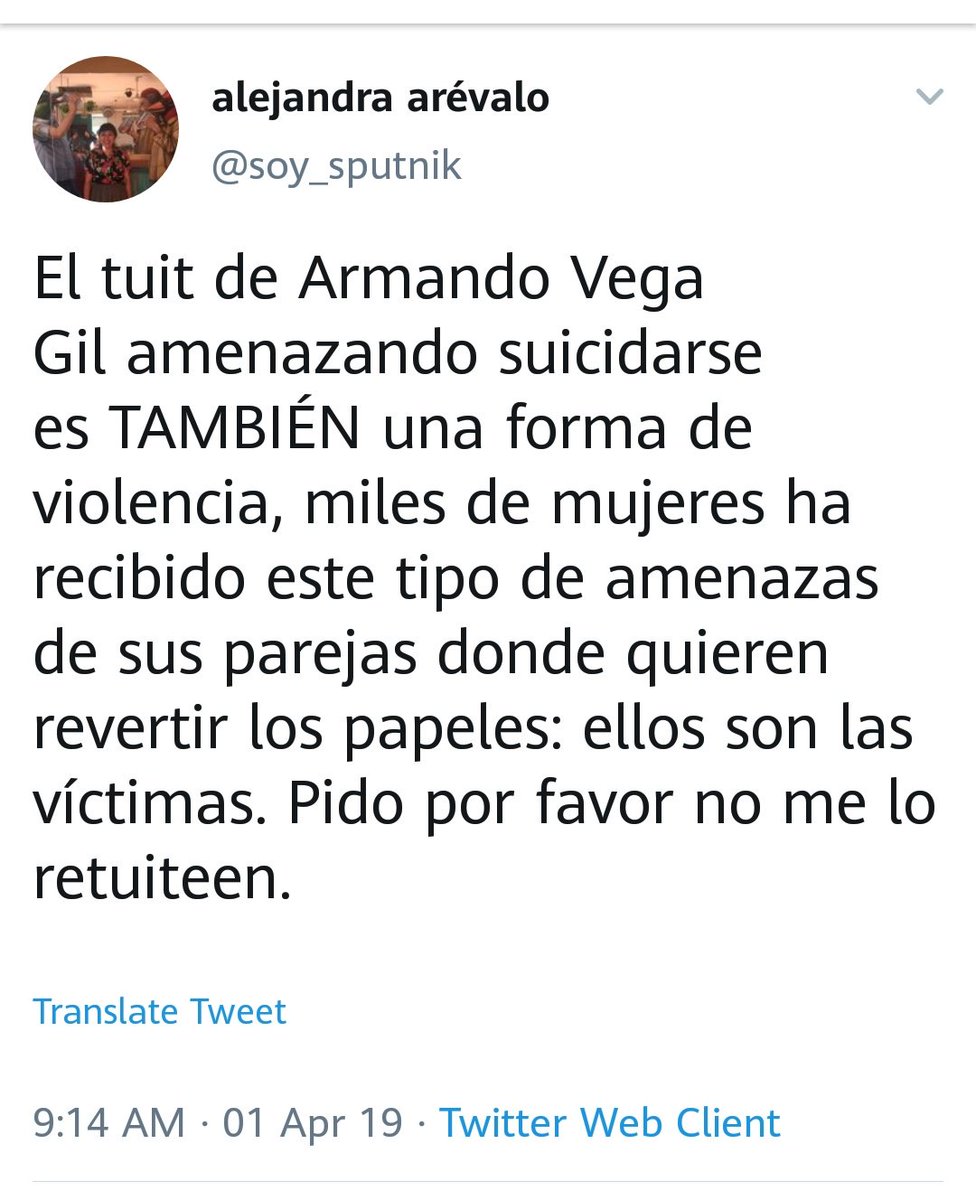 alejandra arévalo
@soy_sputnik
El tuit de Armando Vega
Gil amenazando suicidarse
es TAMBIÉN una forma de
violencia, miles de mujeres ha
recibido este tipo de amenazas
de sus parejas donde quieren
revertir los papeles: ellos son las
víctimas. Pido por favor no me lo
retuiteen.
Translate Tweet
9:14 AM · 01 Apr 19 · Twitter Web Client